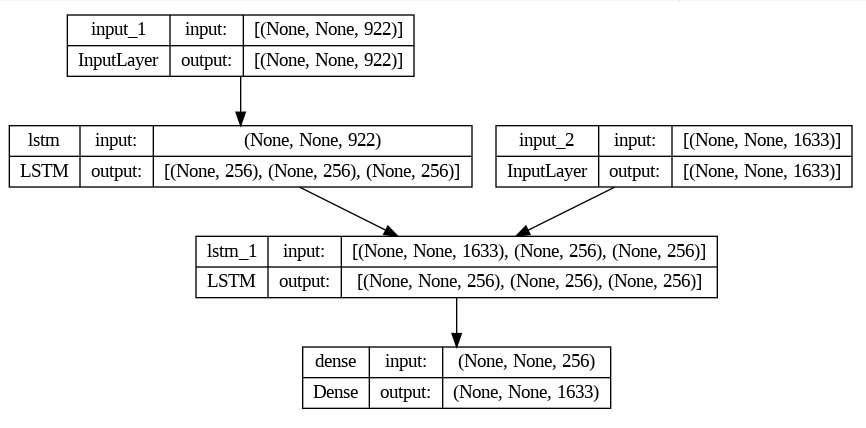 input_1 input: [(None, None, 922)]
InputLayer output: [(None, None, 922)]
lstm input: (None, None, 922)
LSTM output: [(None, 256), (None, 256), (None, 256)]
input_2 input: [(None, None, 1633)]
InputLayer output: [(None, None, 1633)]
lstm_1 input: [(None, None, 1633), (None, 256), (None, 256)]
LSTM output: [(None, None, 256), (None, 256), (None, 256)]
dense input: (None, None, 256)
Dense output: (None, None, 1633)